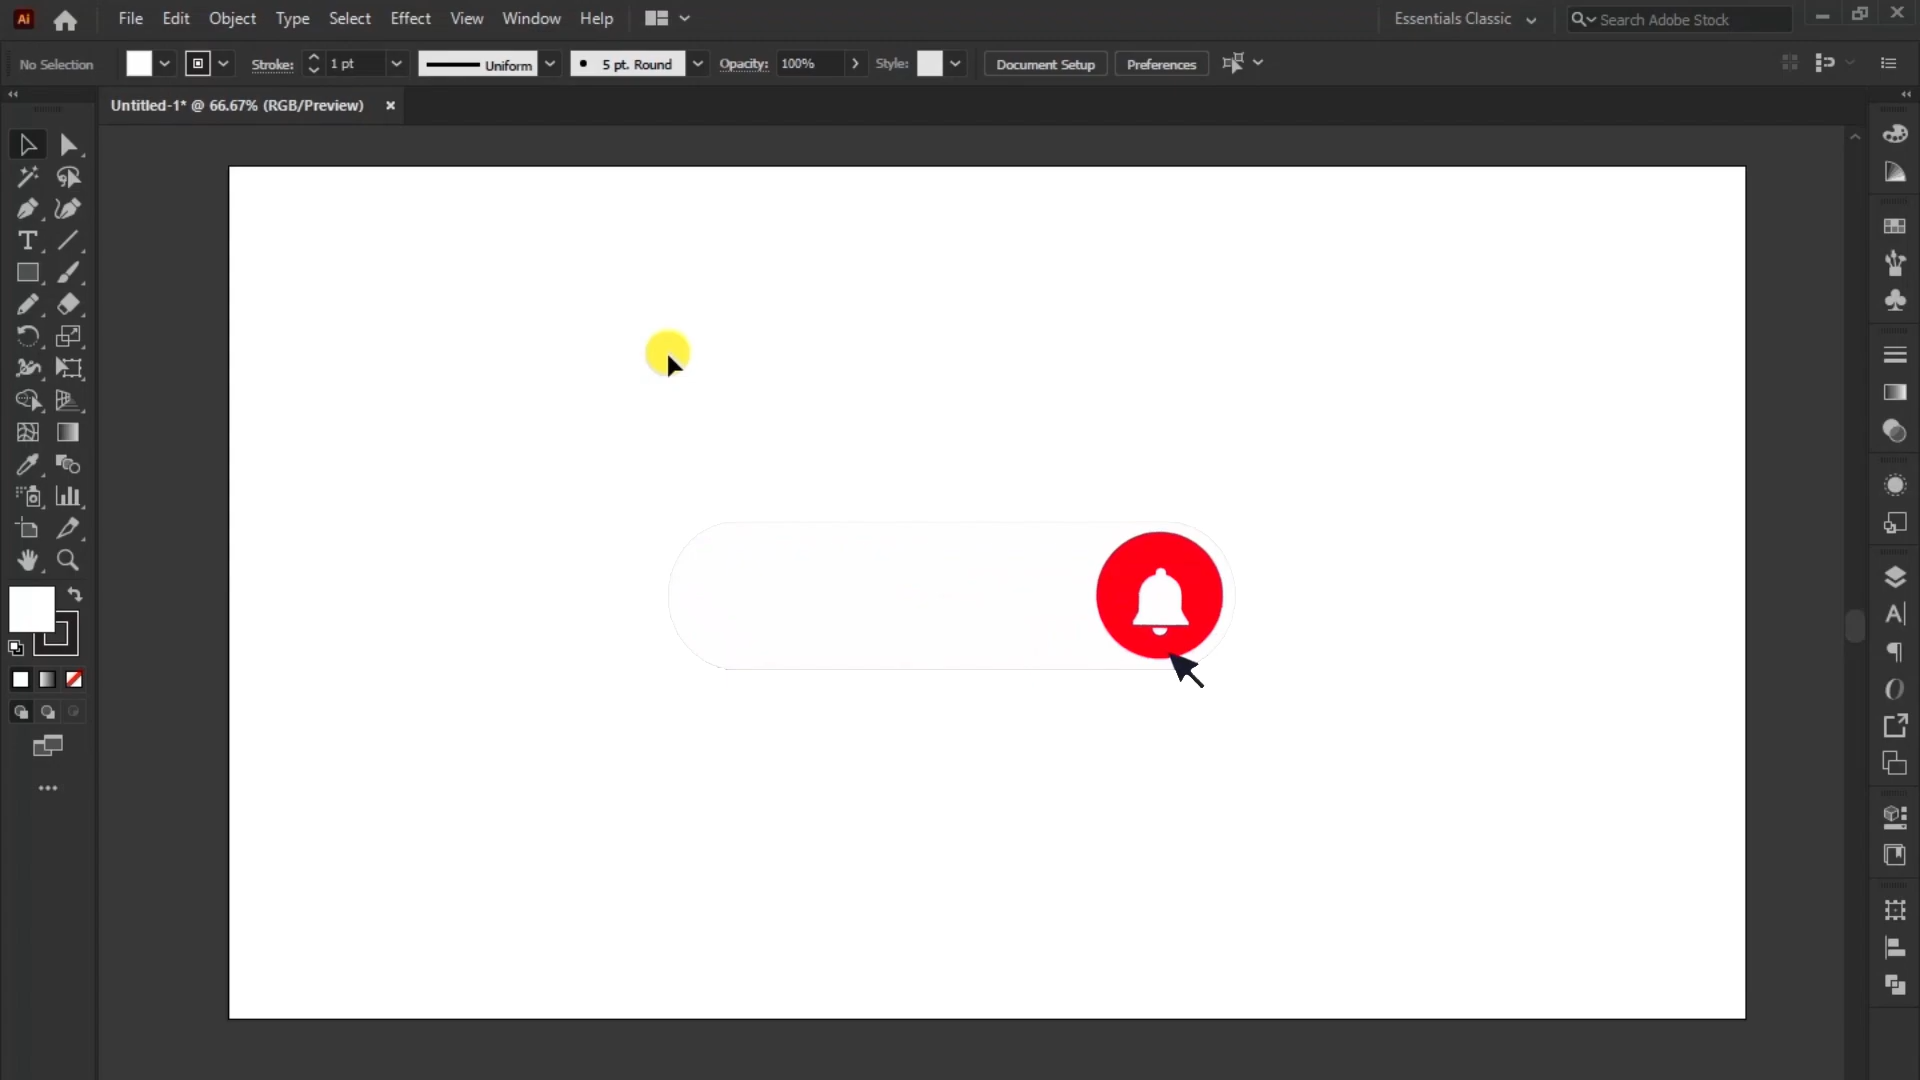 Ai File Edit Object Type Select Effect View Window Help Essentials Classic Search Adobe Stock
No Selection Stroke: 1 pt Uniform 5 pt. Round Opacity: 100% Style: Document Setup Preferences
Untitled-1* @ 66.67% (RGB/Preview)